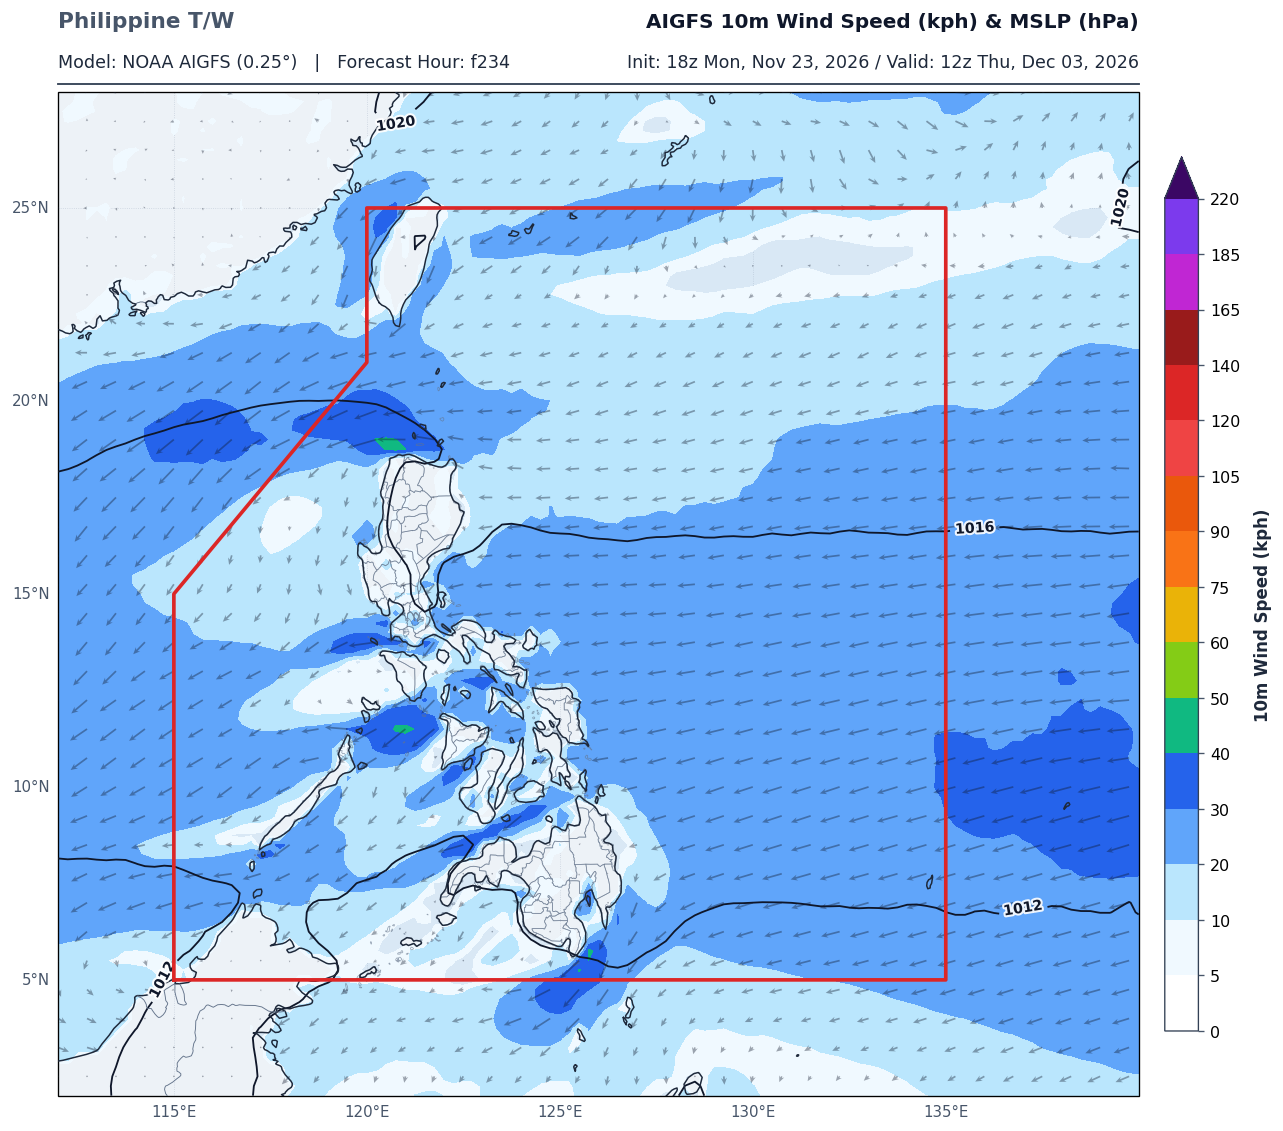 Philippine T/W
AIGFS 10m Wind Speed (kph) & MSLP (hPa)
Model: NOAA AIGFS (0.25°)   |   Forecast Hour: f234
Init: 18z Mon, Nov 23, 2026 / Valid: 12z Thu, Dec 03, 2026
1020
1020
1016
1012
1012
25°N
20°N
15°N
10°N
5°N
115°E
120°E
125°E
130°E
135°E
220
185
165
140
120
105
90
75
60
50
40
30
20
10
5
0
10m Wind Speed (kph)